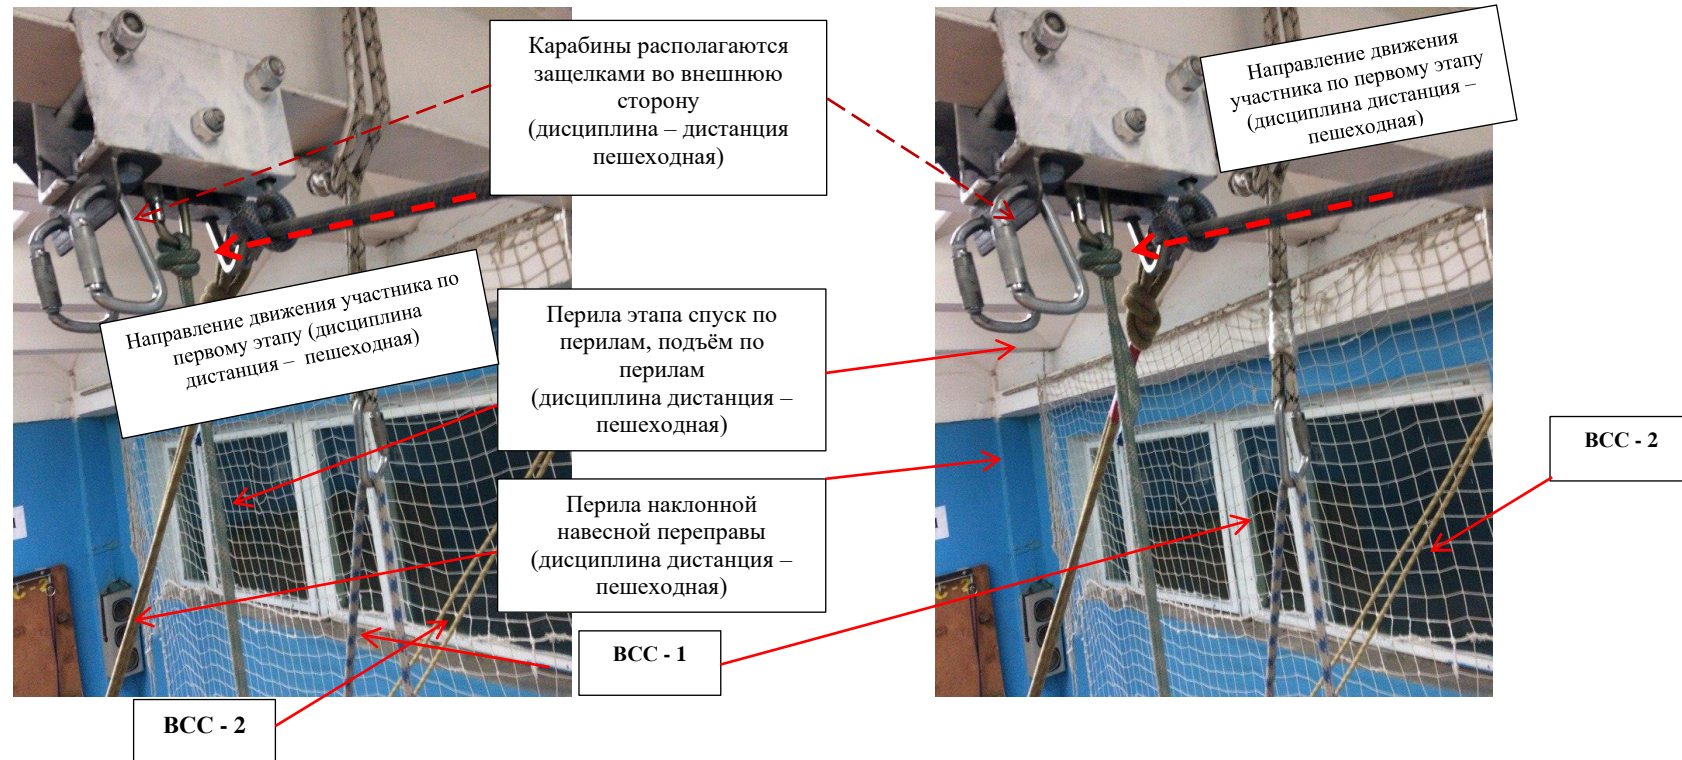 Карабины располагаются
защелками во внешнюю
сторону
(дисциплина – дистанция
пешеходная)
Направление движения
участника по первому этапу
(дисциплина дистанция –
пешеходная)
Направление движения участника по
первому этапу (дисциплина
дистанция – пешеходная)
Перила этапа спуск по
перилам, подъём по
перилам
(дисциплина дистанция –
пешеходная)
ВСС - 2
Перила наклонной
навесной переправы
(дисциплина дистанция –
пешеходная)
ВСС - 1
ВСС - 2